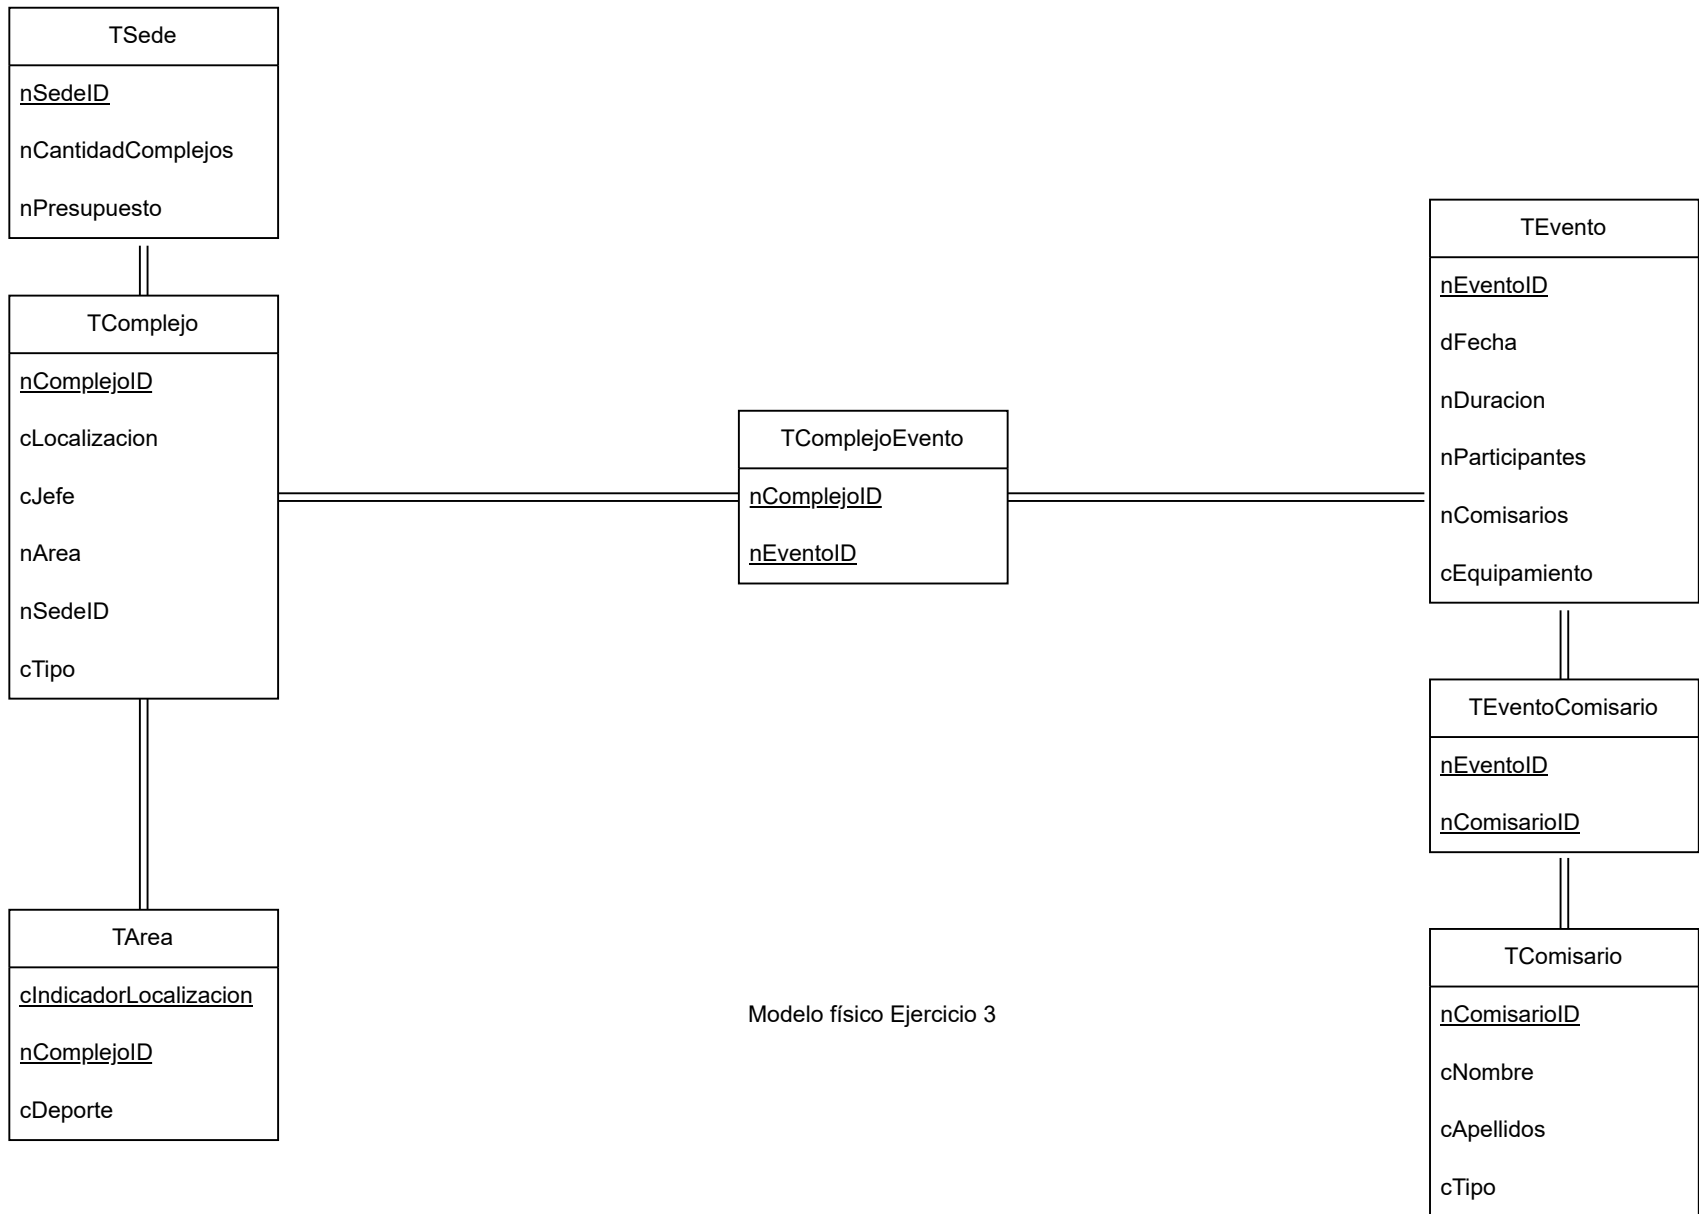 TSede
nSedeID
nCantidadComplejos
nPresupuesto
TComplejo
nComplejoID
cLocalizacion
cJefe
nArea
nSedeID
cTipo
TArea
cIndicadorLocalizacion
nComplejoID
cDeporte
TComplejoEvento
nComplejoID
nEventoID
Modelo físico Ejercicio 3
TEvento
nEventoID
dFecha
nDuracion
nParticipantes
nComisarios
cEquipamiento
TEventoComisario
nEventoID
nComisarioID
TComisario
nComisarioID
cNombre
cApellidos
cTipo